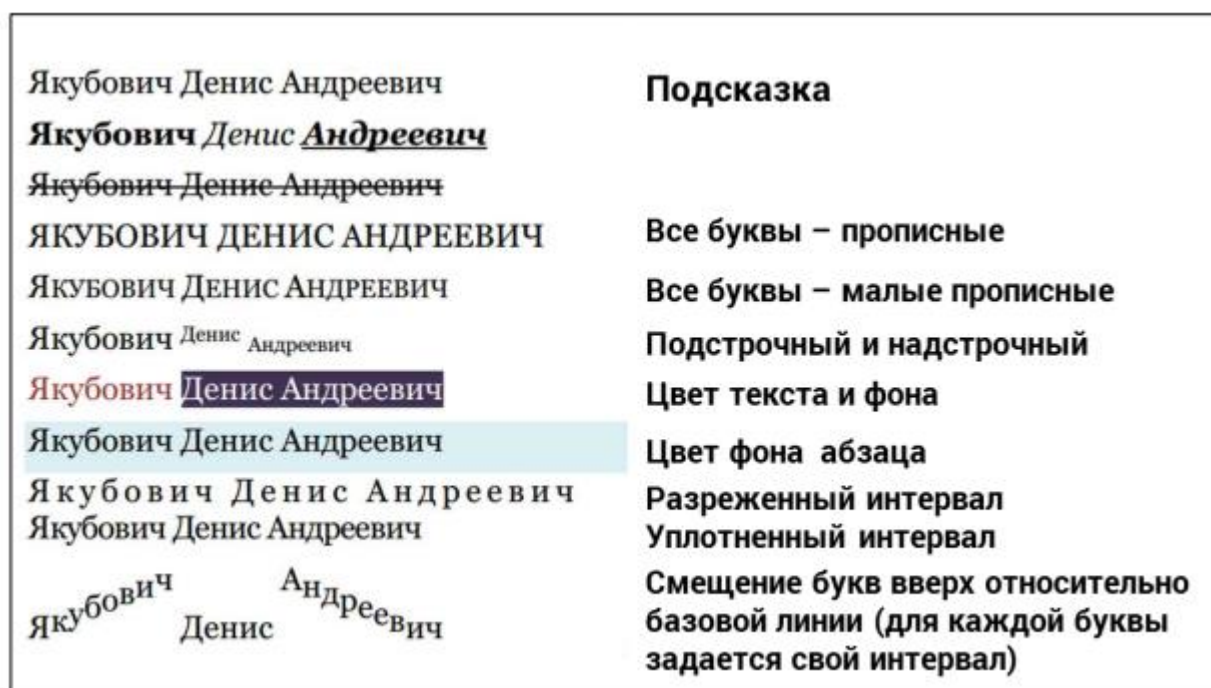 Якубович Денис Андреевич
Подсказка
Якубович Денис Андреевич
Якубович Денис Андреевич
ЯКУБОВИЧ ДЕНИС АНДРЕЕВИЧ
Все буквы – прописные
ЯКУБОВИЧ ДЕНИС АНДРЕЕВИЧ
Все буквы – малые прописные
Якубович Денис Андреевич
Подстрочный и надстрочный
Якубович Денис Андреевич
Цвет текста и фона
Якубович Денис Андреевич
Цвет фона абзаца
Якубович Денис Андреевич
Разреженный интервал
Якубович Денис Андреевич
Уплотненный интервал
Якубович Денис Андреевич
Смещение букв вверх относительно
базовой линии (для каждой буквы
задается свой интервал)